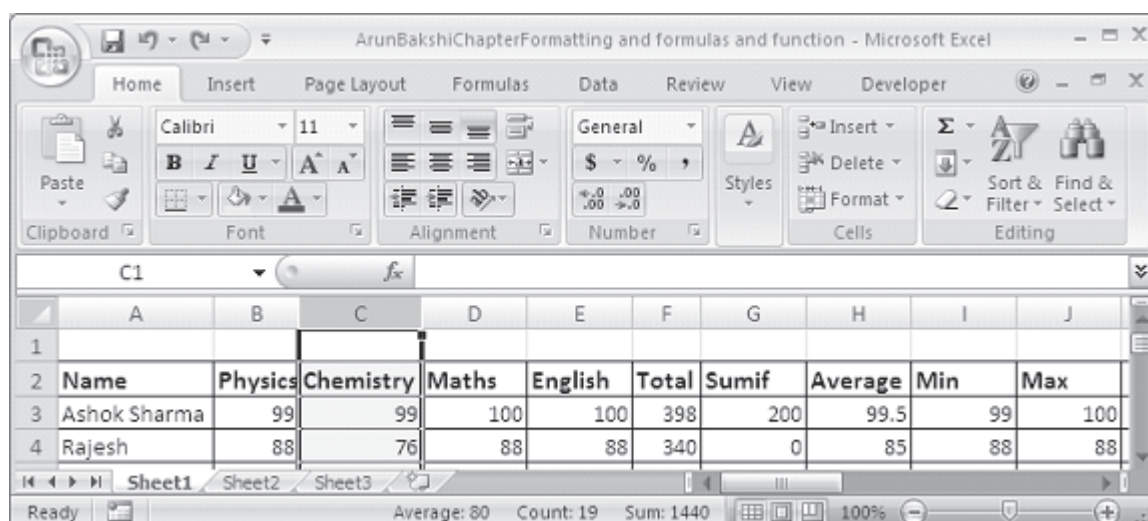 ArunBakshiChapterFormatting and formulas and function - Microsoft Excel
Home Insert Page Layout Formulas Data Review View Developer
Calibri 11 General Insert
B I U A A $ % , Delete
Paste Styles Format Sort & Filter Find & Select
Clipboard Font Alignment Number Cells Editing
C1 fx
A B C D E F G H I J
1
2 Name Physics Chemistry Maths English Total Sumif Average Min Max
3 Ashok Sharma 99 99 100 100 398 200 99.5 99 100
4 Rajesh 88 76 88 88 340 0 85 88 88
Sheet1 Sheet2 Sheet3
Ready Average: 80 Count: 19 Sum: 1440 100%